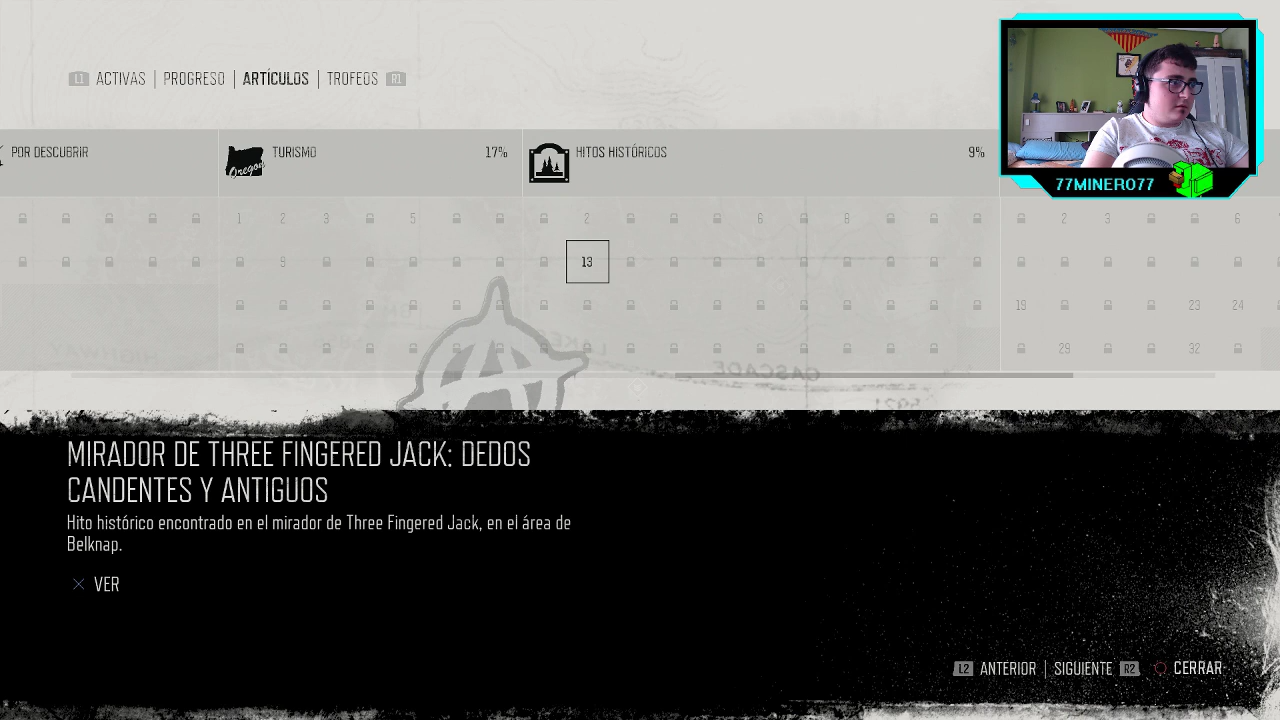 L1 ACTIVAS | PROGRESO | ARTÍCULOS | TROFEOS R1
POR DESCUBRIR
Oregon TURISMO 17%
HITOS HISTÓRICOS 9%
77MINERO77
1 2 3 5 2 6 8 2 3 6
9 13
19 23 24
29 32
HIGHWAY
CASCADE
MIRADOR DE THREE FINGERED JACK: DEDOS
CANDENTES Y ANTIGUOS
Hito histórico encontrado en el mirador de Three Fingered Jack, en el área de
Belknap.
VER
L2 ANTERIOR | SIGUIENTE R2 CERRAR